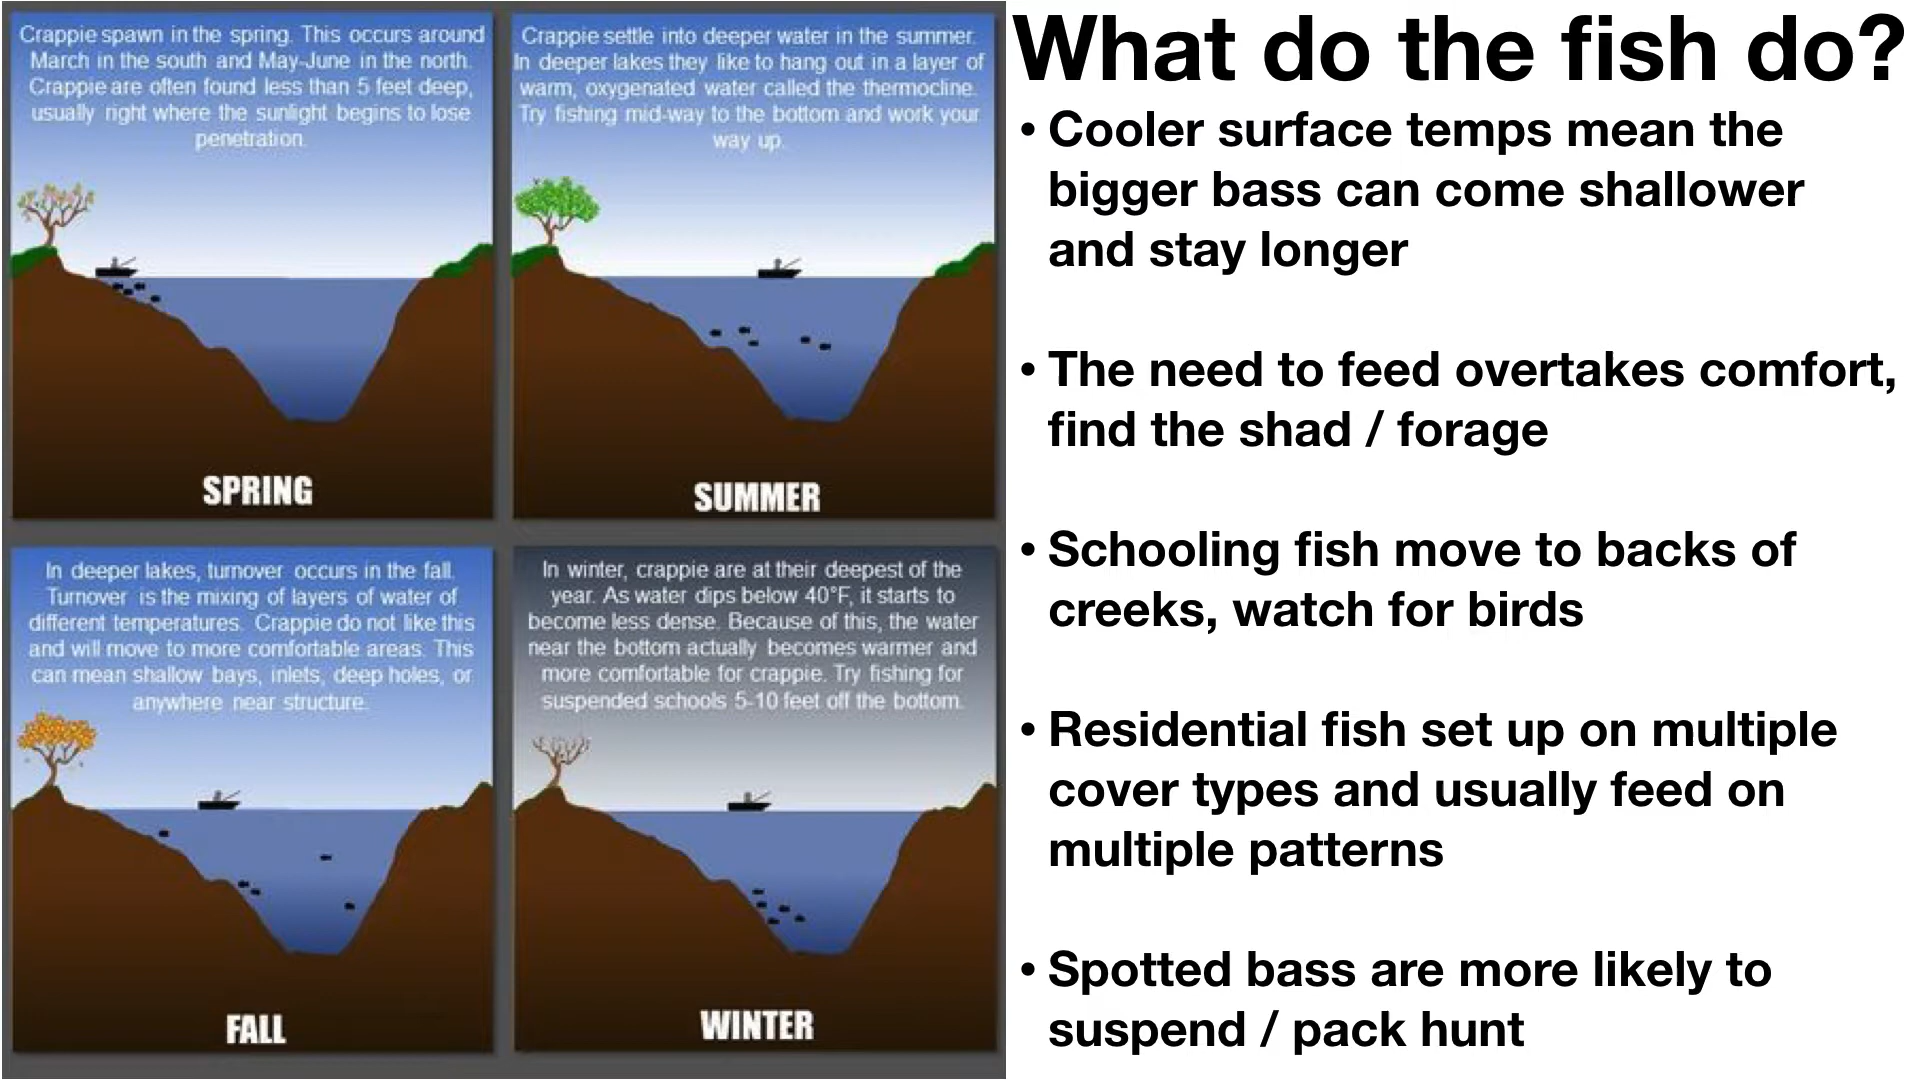 Crappie spawn in the spring. This occurs around
March in the south and May-June in the north.
Crappie are often found less than 5 feet deep,
usually right where the sunlight begins to lose
penetration.
SPRING
Crappie settle into deeper water in the summer.
In deeper lakes they like to hang out in a layer of
warm, oxygenated water called the thermocline.
Try fishing mid-way to the bottom and work your
way up.
SUMMER
In deeper lakes, turnover occurs in the fall.
Turnover is the mixing of layers of water of
different temperatures. Crappie do not like this
and will move to more comfortable areas. This
can mean shallow bays, inlets, deep holes, or
anywhere near structure.
FALL
In winter, crappie are at their deepest of the
year. As water dips below 40°F, it starts to
become less dense. Because of this, the water
near the bottom actually becomes warmer and
more comfortable for crappie. Try fishing for
suspended schools 5-10 feet off the bottom.
WINTER
What do the fish do?
• Cooler surface temps mean the
bigger bass can come shallower
and stay longer
• The need to feed overtakes comfort,
find the shad / forage
• Schooling fish move to backs of
creeks, watch for birds
• Residential fish set up on multiple
cover types and usually feed on
multiple patterns
• Spotted bass are more likely to
suspend / pack hunt